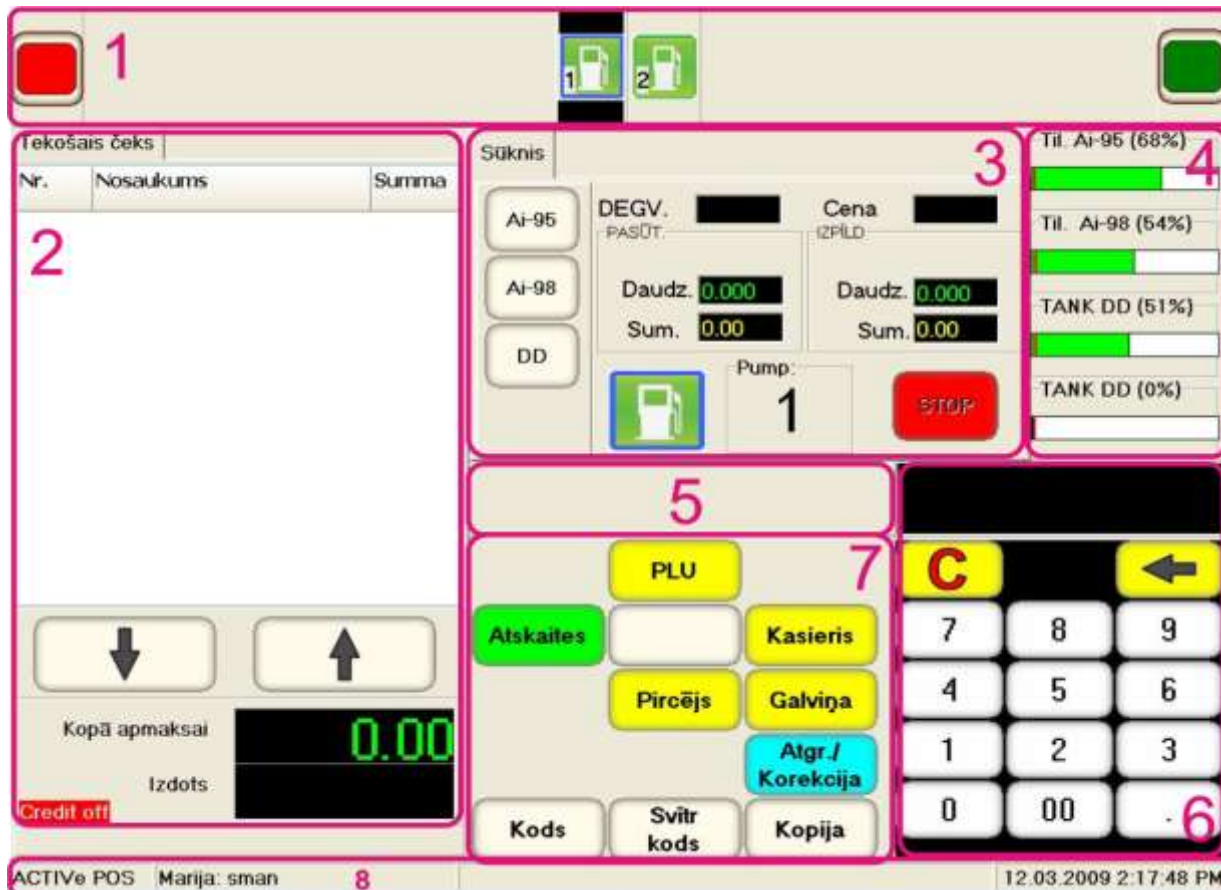 1
1
2
Tekošais čeks
Nr. Nosaukums Summa
2
Kopā apmaksai 0.00
Izdots
Credit off
Sūknis
3
Ai-95
Ai-98
DD
DEGV. Cena
PASŪT. IZPILD
Daudz. 0.000 Daudz. 0.000
Sum. 0.00 Sum. 0.00
Pump:
1
STOP
Til. Ai-95 (68%)
4
Til. Ai-98 (54%)
TANK DD (51%)
TANK DD (0%)
5
7
PLU
Atskaites Kasieris
Pircējs Galviņa
Atgr./
Korekcija
Kods Svītr
kods Kopija
C
7 8 9
4 5 6
1 2 3
0 00 .
6
ACTIVe POS Marija: sman 8 12.03.2009 2:17:48 PM